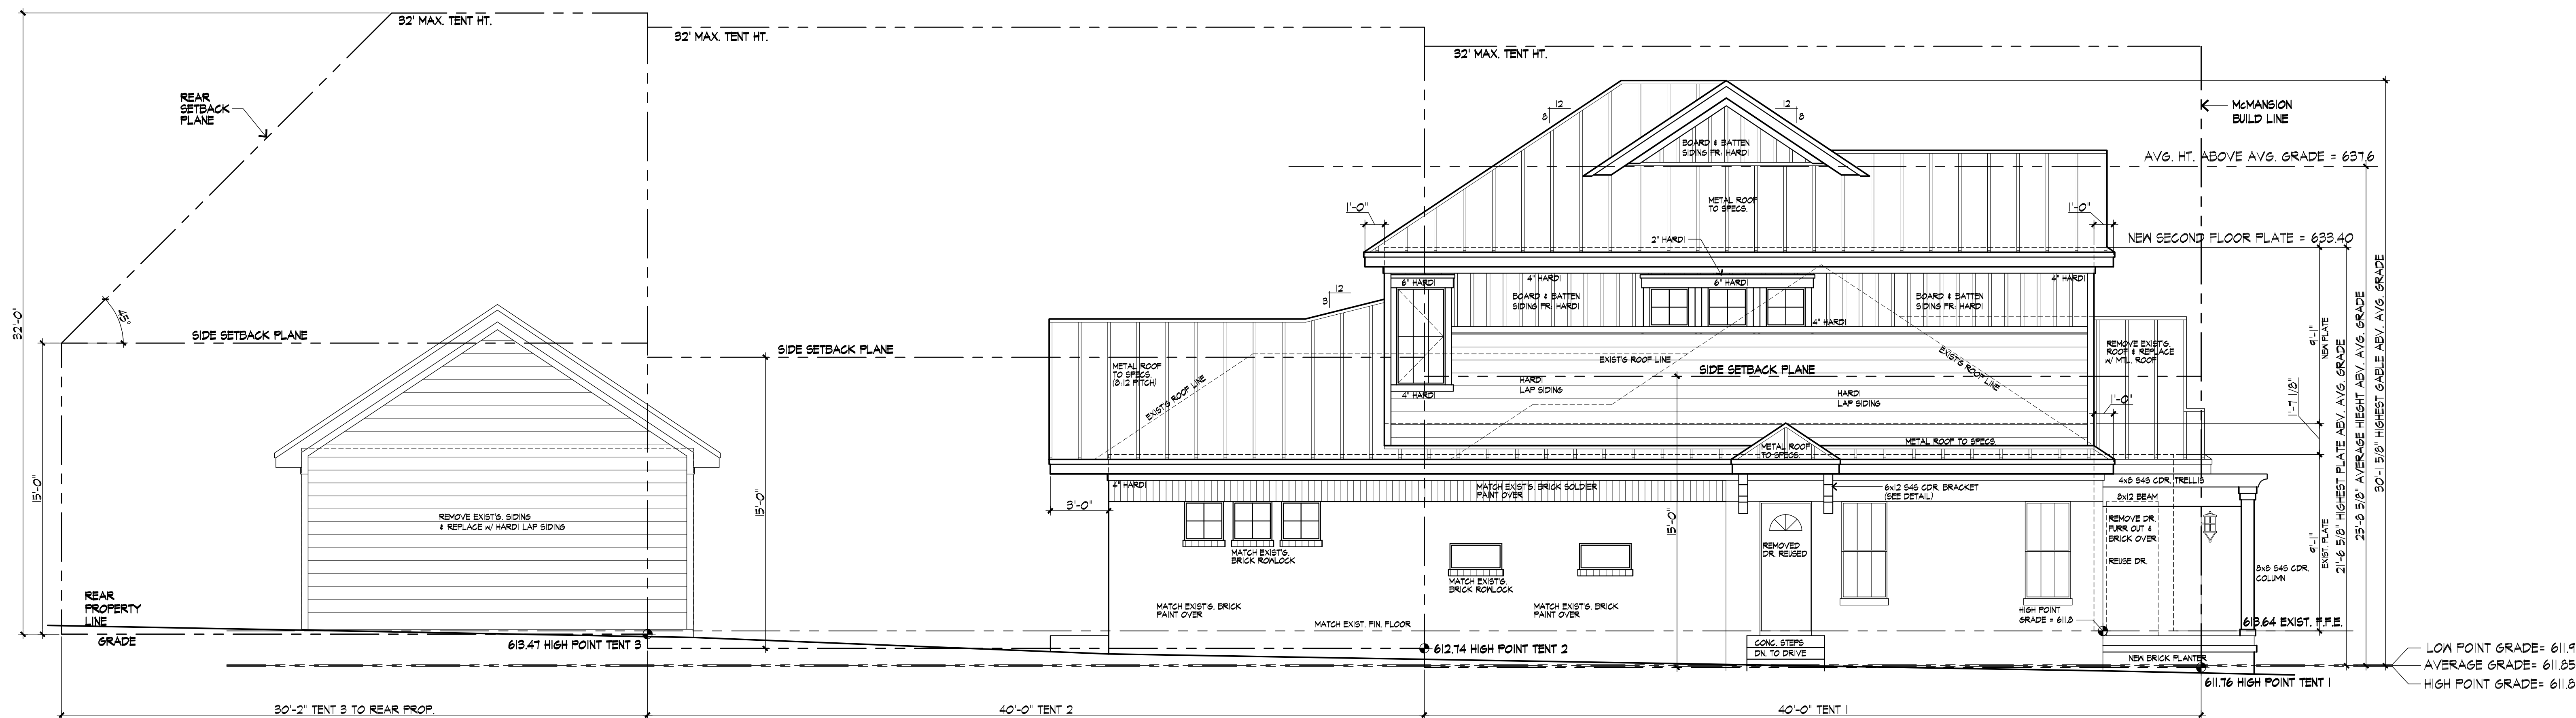 32' MAX. TENT HT.
32' MAX. TENT HT.
32' MAX. TENT HT.
REAR
SETBACK
PLANE
McMANSION
BUILD LINE
12
8
12
8
BOARD & BATTEN
SIDING FR. HARDI
AVG. HT. ABOVE AVG. GRADE = 637.6
METAL ROOF
TO SPECS.
1'-0"
1'-0"
2" HARDI
NEW SECOND FLOOR PLATE = 633.40
32'-0"
45°
12
3
6" HARDI
4" HARDI
6" HARDI
4" HARDI
BOARD & BATTEN
SIDING FR. HARDI
BOARD & BATTEN
SIDING FR. HARDI
4" HARDI
SIDE SETBACK PLANE
SIDE SETBACK PLANE
SIDE SETBACK PLANE
METAL ROOF
TO SPECS.
(8:12 PITCH)
EXIST'G ROOF LINE
EXIST'G ROOF LINE
EXIST'G ROOF LINE
REMOVE EXIST'G.
ROOF & REPLACE
W/ MTL. ROOF
9'-1"
NEW PLATE
4" HARDI
HARDI
LAP SIDING
HARDI
LAP SIDING
1'-0"
1'-7 1/8"
METAL ROOF
TO SPECS.
METAL ROOF TO SPECS.
21'-6 5/8" HIGHEST PLATE ABV. AVG. GRADE
25'-8 5/8" AVERAGE HIEGHT ABV. AVG. GRADE
30'-1 5/8" HIGHEST GABLE ABV. AVG. GRADE
15'-0"
15'-0"
15'-0"
3'-0"
4" HARDI
MATCH EXIST'G. BRICK SOLDIER
PAINT OVER
6x12 S4S CDR. BRACKET
(SEE DETAIL)
4x8 S4S CDR. TRELLIS
8x12 BEAM
REMOVE EXIST'G. SIDING
& REPLACE W/ HARDI LAP SIDING
MATCH EXIST'G.
BRICK ROWLOCK
REMOVED
DR. REUSED
REMOVE DR.
FURR OUT &
BRICK OVER
REUSE DR.
9'-1"
EXIST. PLATE
8x8 S4S CDR.
COLUMN
MATCH EXIST'G.
BRICK ROWLOCK
REAR
PROPERTY
LINE
MATCH EXIST'G. BRICK
PAINT OVER
MATCH EXIST'G. BRICK
PAINT OVER
HIGH POINT
GRADE = 611.8
MATCH EXIST. FIN. FLOOR
613.64 EXIST. F.F.E.
GRADE
613.47 HIGH POINT TENT 3
612.74 HIGH POINT TENT 2
CONC. STEPS
DN. TO DRIVE
NEW BRICK PLANTER
LOW POINT GRADE= 611.9
AVERAGE GRADE= 611.85
HIGH POINT GRADE= 611.8
611.76 HIGH POINT TENT 1
30'-2" TENT 3 TO REAR PROP.
40'-0" TENT 2
40'-0" TENT 1